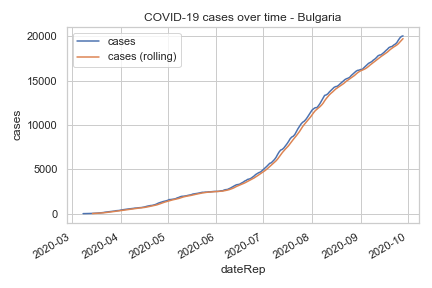 COVID-19 cases over time - Bulgaria
cases
cases (rolling)
20000
15000
10000
5000
0
cases
2020-03
2020-04
2020-05
2020-06
2020-07
2020-08
2020-09
2020-10
dateRep